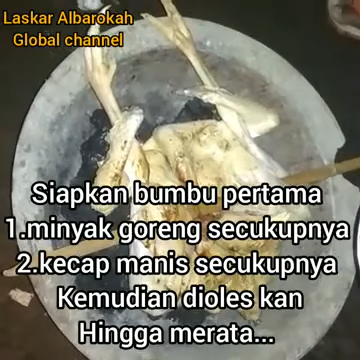 Laskar Albarokah
Global channel
Siapkan bumbu pertama
1.minyak goreng secukupnya
2.kecap manis secukupnya
Kemudian dioles kan
Hingga merata...